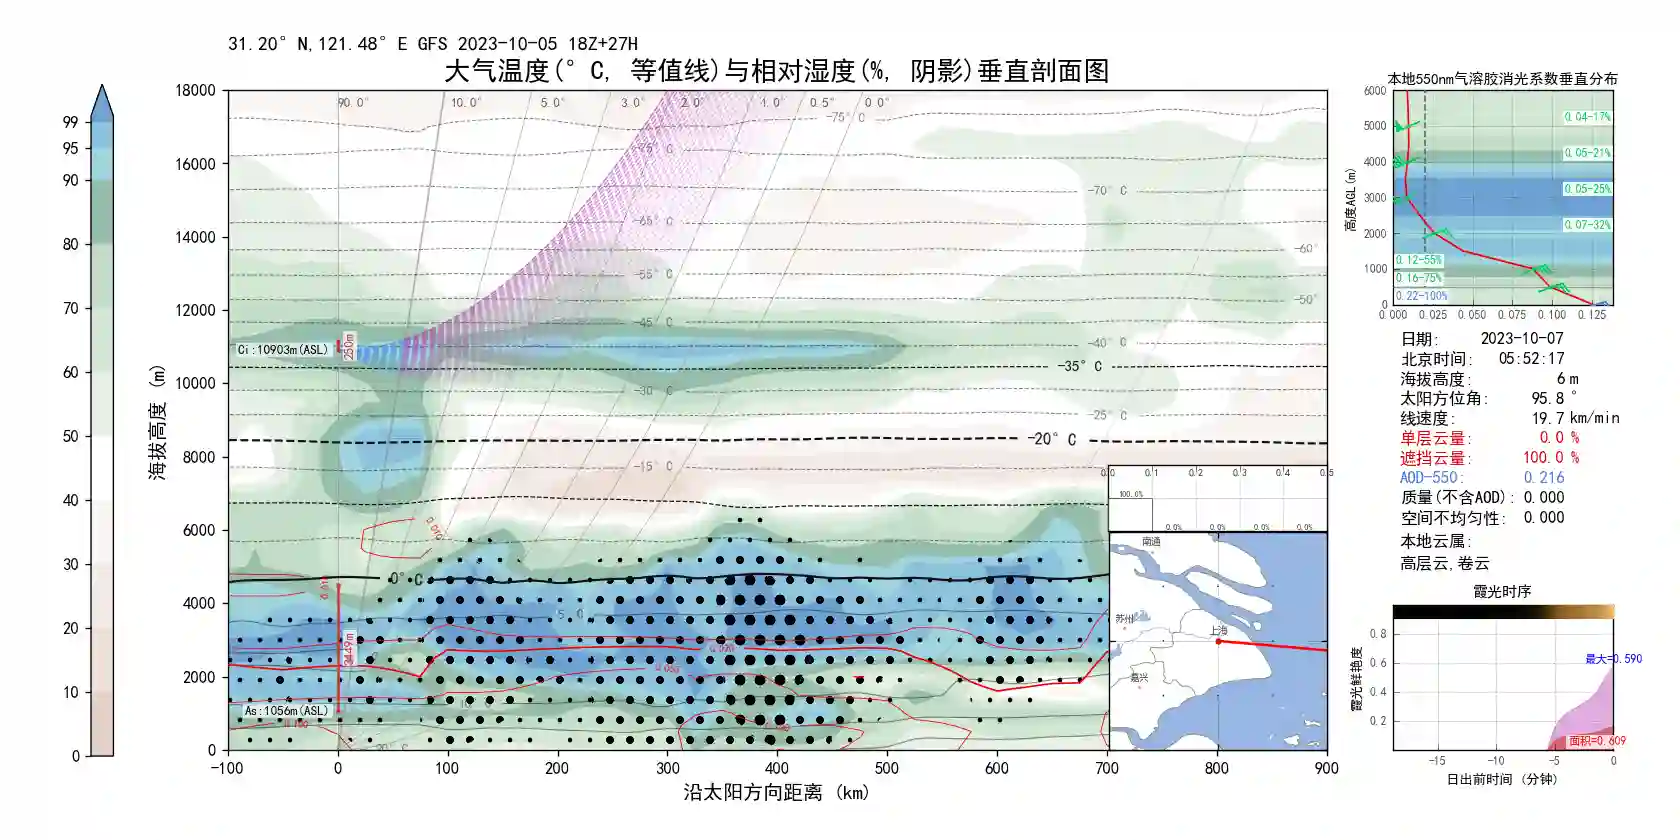 31.20°N,121.48°E GFS 2023-10-05 18Z+27H
大气温度(°C, 等值线)与相对湿度(%, 阴影)垂直剖面图
99
95
90
80
70
60
50
40
30
20
10
0
海拔高度 (m)
18000
16000
14000
12000
10000
8000
6000
4000
2000
0
90.0° 10.0° 5.0° 3.0° 2.0° 1.0° 0.5° 0.0°
-75°C
-75°C
-70°C
-65°C
-60°
-55°C
-50°
-45°C
-40°C
-35°C
-30°C
-25°C
-20°C
-15°C
0°C
Ci:10903m(ASL)
250m
3449m
As:1056m(ASL)
0.0 0.1 0.2 0.3 0.4 0.5
100.0%
0.0% 0.0% 0.0% 0.0%
南通
苏州
上海
嘉兴
-100 0 100 200 300 400 500 600 700 800 900
沿太阳方向距离 (km)
本地550nm气溶胶消光系数垂直分布
高度AGL(m)
6000
5000
4000
3000
2000
1000
0
0.04-17%
0.05-21%
0.05-25%
0.07-32%
0.12-55%
0.16-75%
0.22-100%
0.000 0.025 0.050 0.075 0.100 0.125
日期: 2023-10-07
北京时间: 05:52:17
海拔高度: 6 m
太阳方位角: 95.8 °
线速度: 19.7 km/min
单层云量: 0.0 %
遮挡云量: 100.0 %
AOD-550: 0.216
质量(不含AOD): 0.000
空间不均匀性: 0.000
本地云属:
高层云,卷云
霞光时序
霞光鲜艳度
0.8
0.6
0.4
0.2
最大=0.590
面积=0.609
-15 -10 -5 0
日出前时间 (分钟)